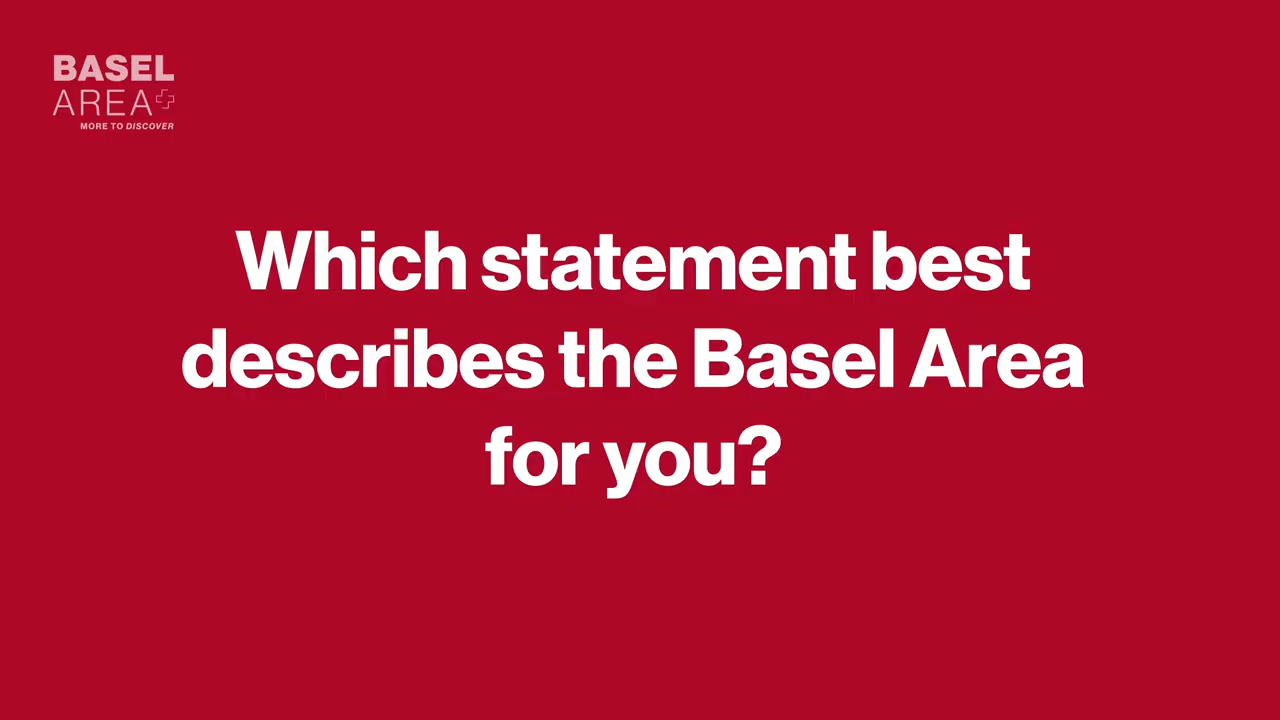 BASEL
AREA
MORE TO DISCOVER
Which statement best
describes the Basel Area
for you?